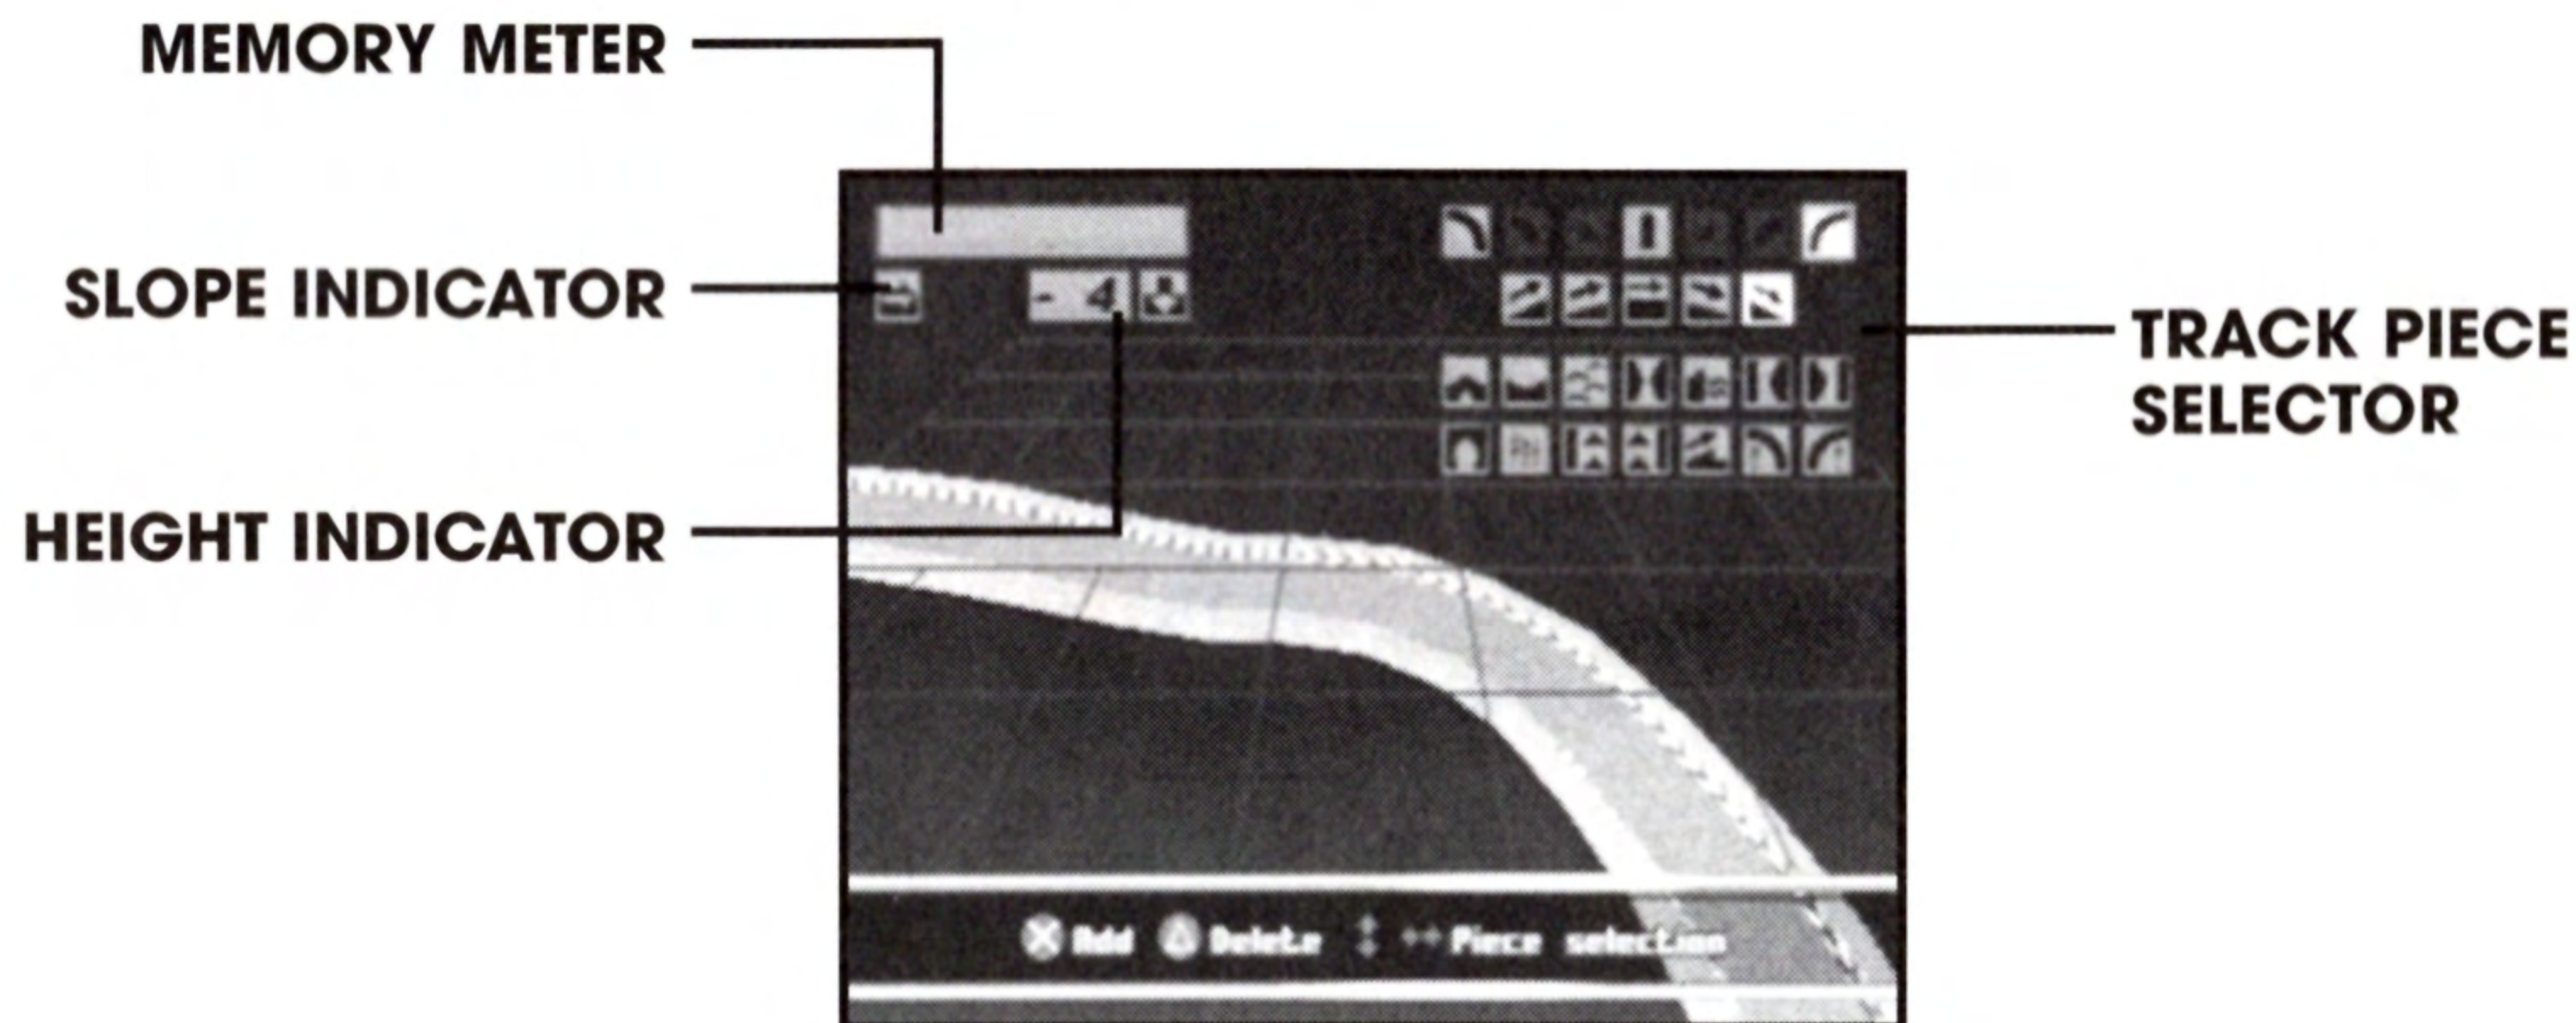 MEMORY METER
SLOPE INDICATOR
- 4
TRACK PIECE
SELECTOR
HEIGHT INDICATOR
Add Delete Piece selection